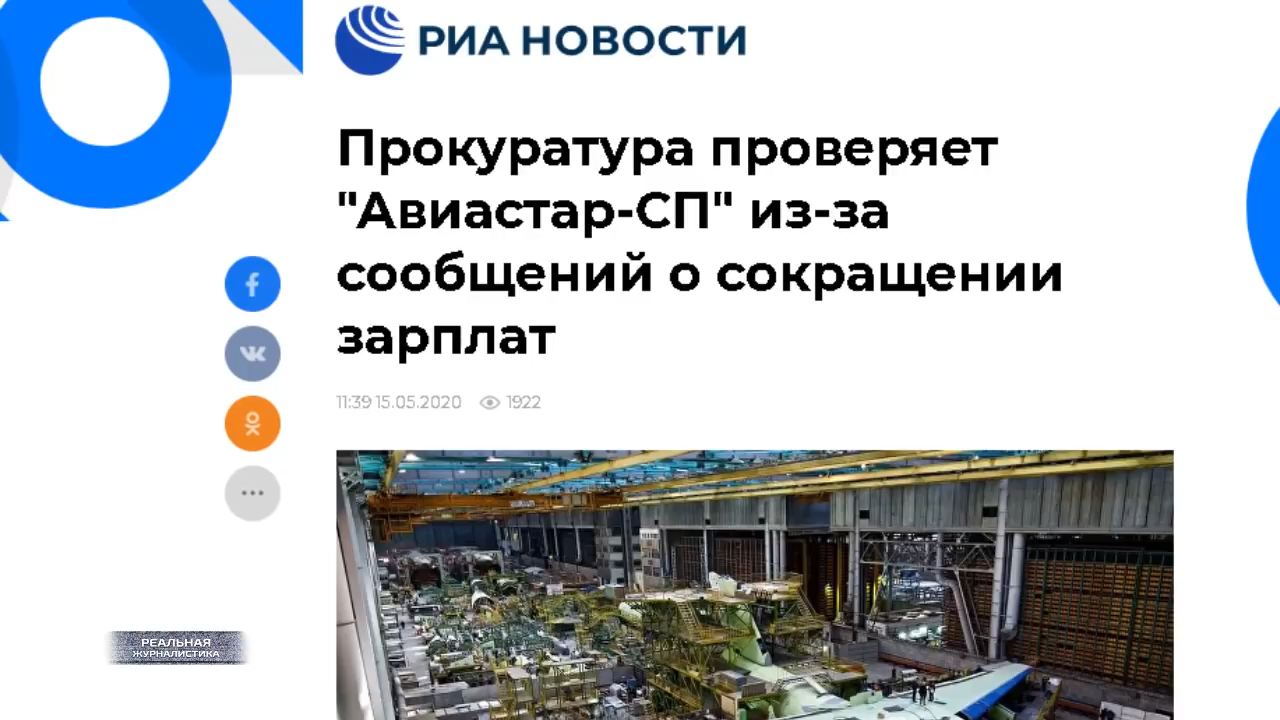 РИА НОВОСТИ
Прокуратура проверяет
"Авиастар-СП" из-за
сообщений о сокращении
зарплат
11:39 15.05.2020 1922
РЕАЛЬНАЯ
ЖУРНАЛИСТИКА